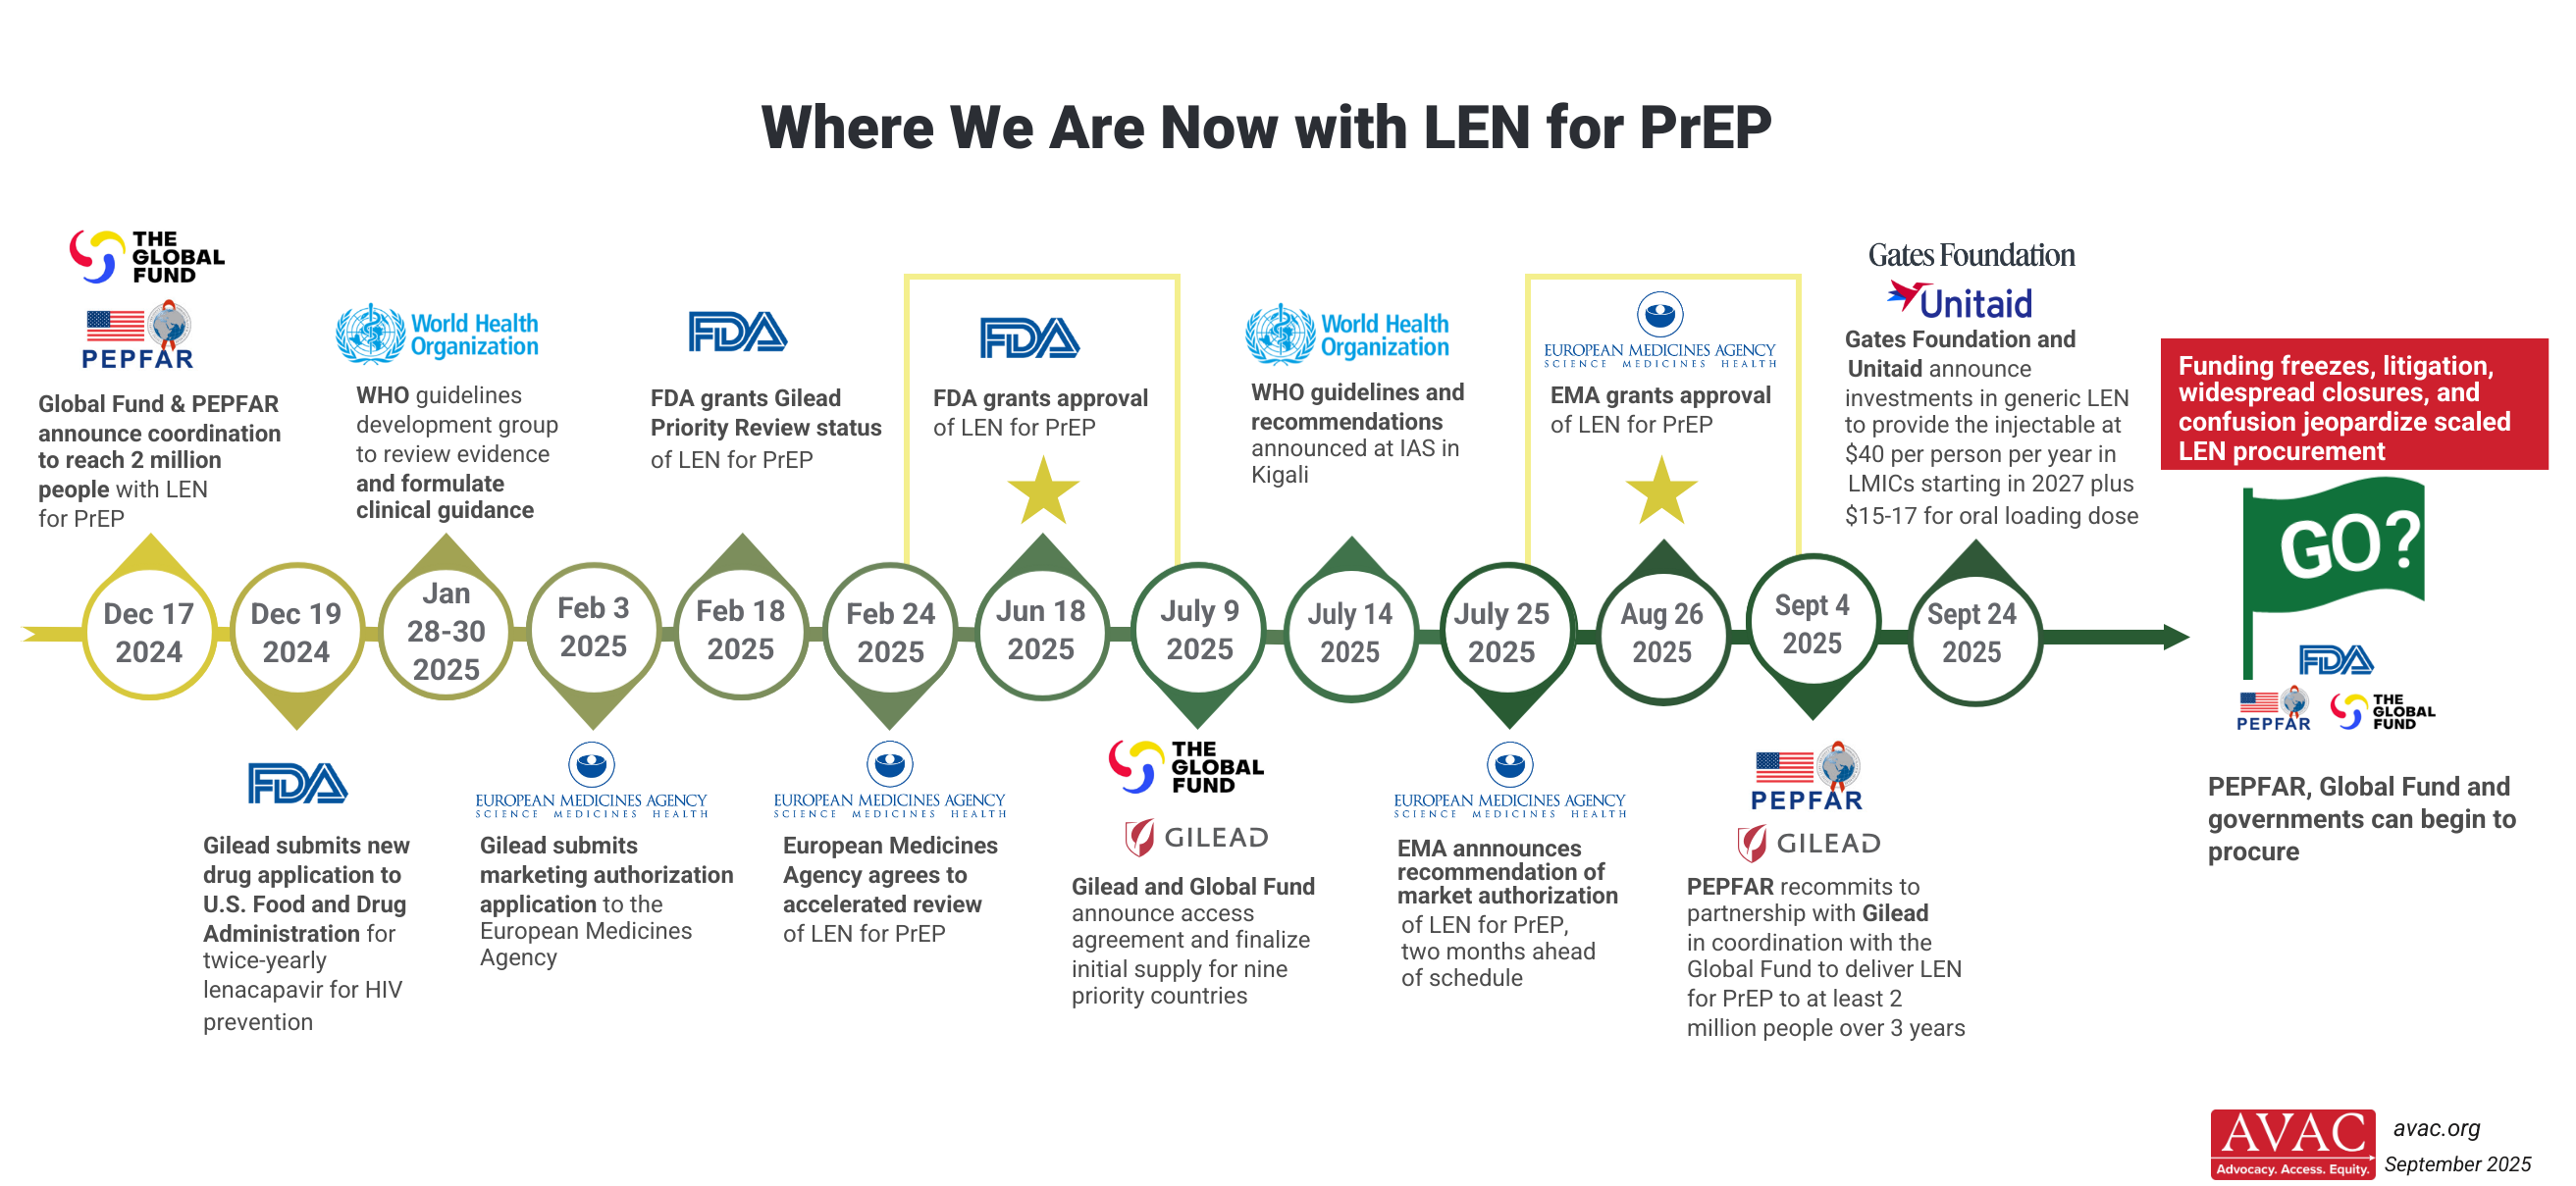 Where We Are Now with LEN for PrEP
THE
GLOBAL
FUND
PEPFAR
Global Fund & PEPFAR
announce coordination
to reach 2 million
people with LEN
for PrEP
Dec 17
2024
Dec 19
2024
FDA
Gilead submits new
drug application to
U.S. Food and Drug
Administration for
twice-yearly
lenacapavir for HIV
prevention
World Health
Organization
WHO guidelines
development group
to review evidence
and formulate
clinical guidance
Jan
28-30
2025
Feb 3
2025
EUROPEAN MEDICINES AGENCY
SCIENCE MEDICINES HEALTH
Gilead submits
marketing authorization
application to the
European Medicines
Agency
FDA
FDA grants Gilead
Priority Review status
of LEN for PrEP
Feb 18
2025
Feb 24
2025
EUROPEAN MEDICINES AGENCY
SCIENCE MEDICINES HEALTH
European Medicines
Agency agrees to
accelerated review
of LEN for PrEP
FDA
FDA grants approval
of LEN for PrEP
Jun 18
2025
July 9
2025
THE
GLOBAL
FUND
GILEAD
Gilead and Global Fund
announce access
agreement and finalize
initial supply for nine
priority countries
World Health
Organization
WHO guidelines and
recommendations
announced at IAS in
Kigali
July 14
2025
July 25
2025
EUROPEAN MEDICINES AGENCY
SCIENCE MEDICINES HEALTH
EMA annnounces
recommendation of
market authorization
of LEN for PrEP,
two months ahead
of schedule
EUROPEAN MEDICINES AGENCY
SCIENCE MEDICINES HEALTH
EMA grants approval
of LEN for PrEP
Aug 26
2025
Sept 4
2025
PEPFAR
GILEAD
PEPFAR recommits to
partnership with Gilead
in coordination with the
Global Fund to deliver LEN
for PrEP to at least 2
million people over 3 years
Gates Foundation
Unitaid
Gates Foundation and
Unitaid announce
investments in generic LEN
to provide the injectable at
$40 per person per year in
LMICs starting in 2027 plus
$15-17 for oral loading dose
Sept 24
2025
Funding freezes, litigation,
widespread closures, and
confusion jeopardize scaled
LEN procurement
GO?
FDA
PEPFAR
THE
GLOBAL
FUND
PEPFAR, Global Fund and
governments can begin to
procure
AVAC
Advocacy. Access. Equity.
avac.org
September 2025